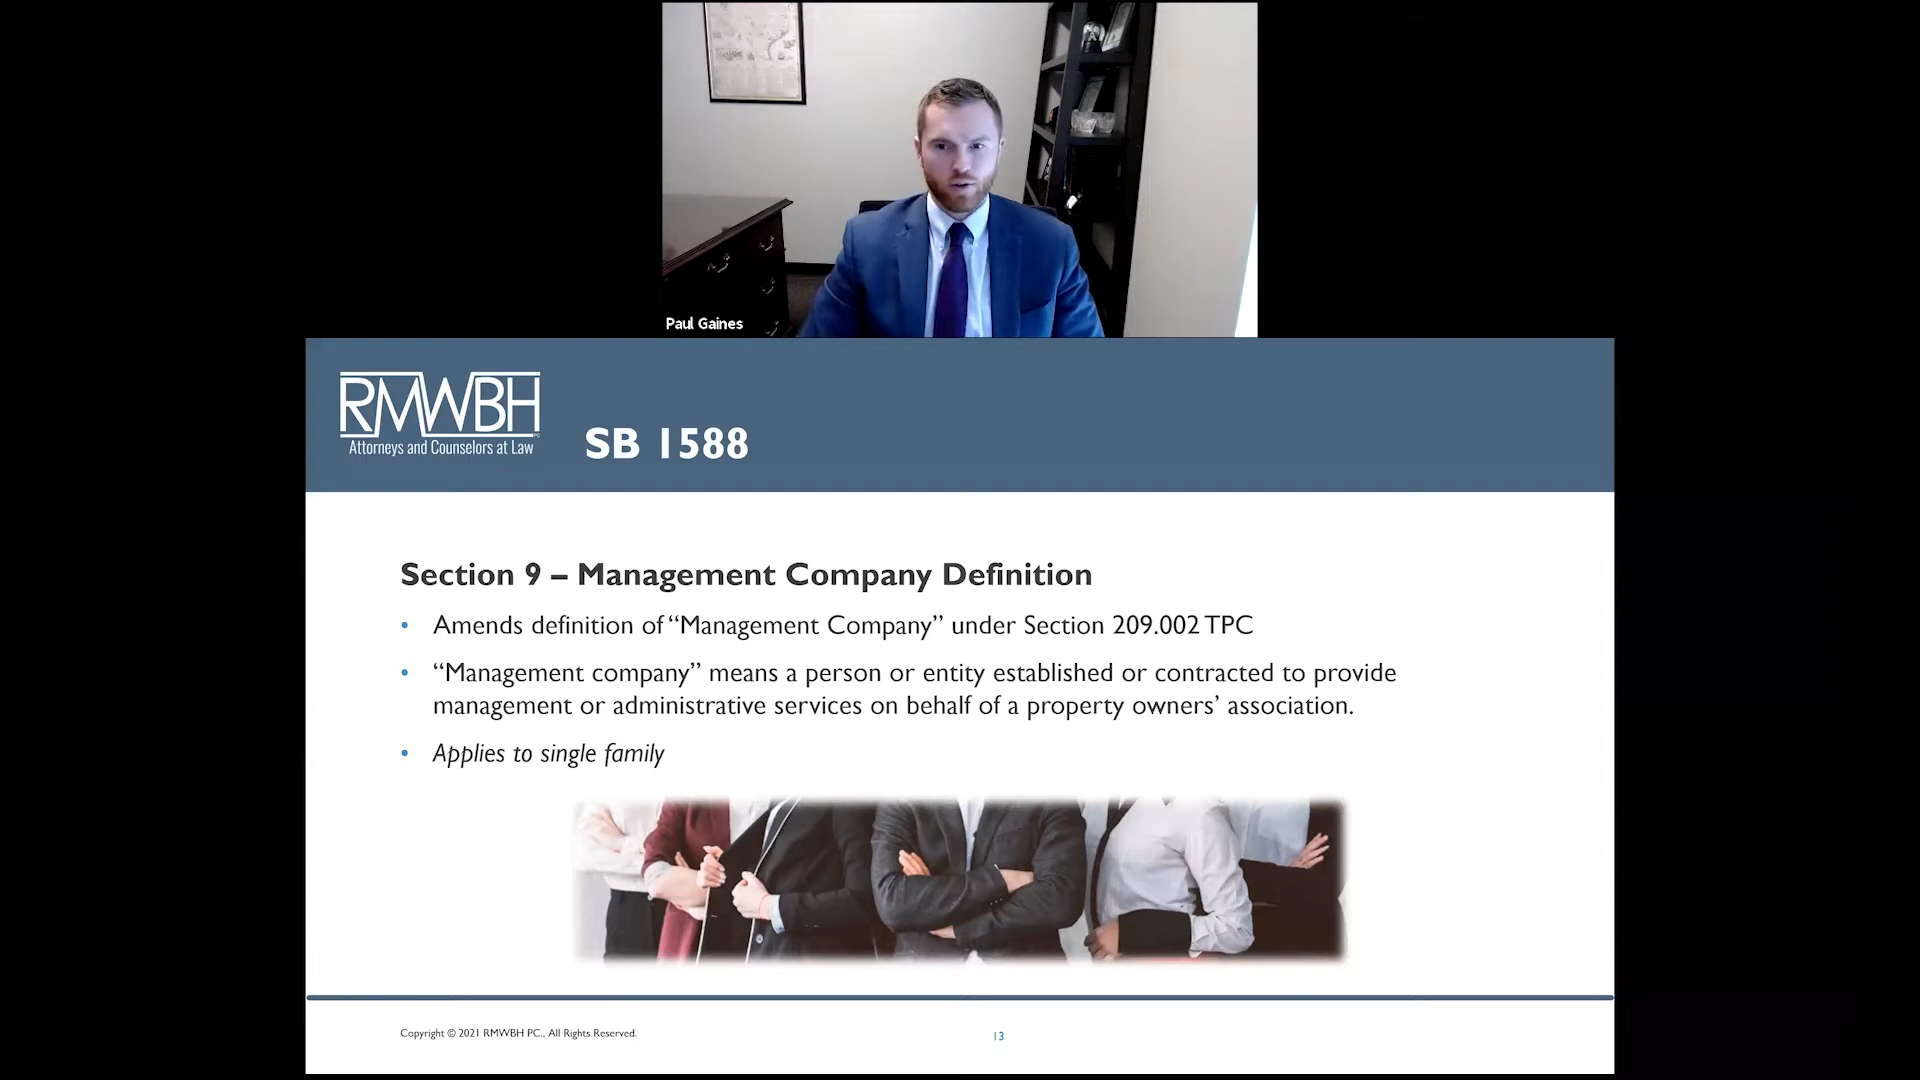 Paul Gaines
RMWBH
PC
Attorneys and Counselors at Law
SB 1588
Section 9 – Management Company Definition
• Amends definition of “Management Company” under Section 209.002 TPC
• “Management company” means a person or entity established or contracted to provide
management or administrative services on behalf of a property owners’ association.
• Applies to single family
Copyright © 2021 RMWBH PC., All Rights Reserved.
13